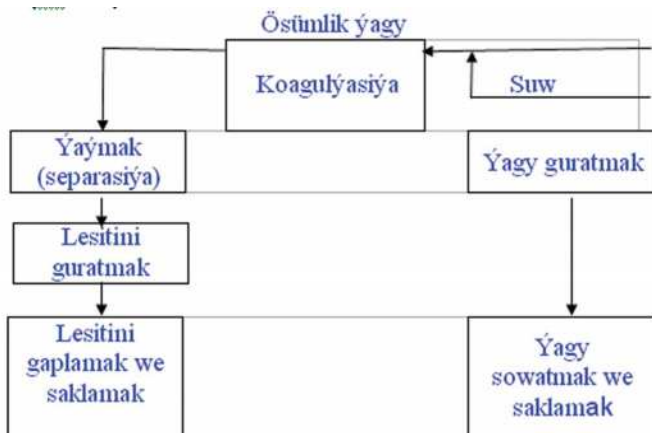 Ösümlik ýagy
Koagulýasiýa
Suw
Ýaýmak
(separasiýa)
Ýagy guratmak
Lesitini
guratmak
Lesitini
gaplamak we
saklamak
Ýagy
sowatmak we
saklamak